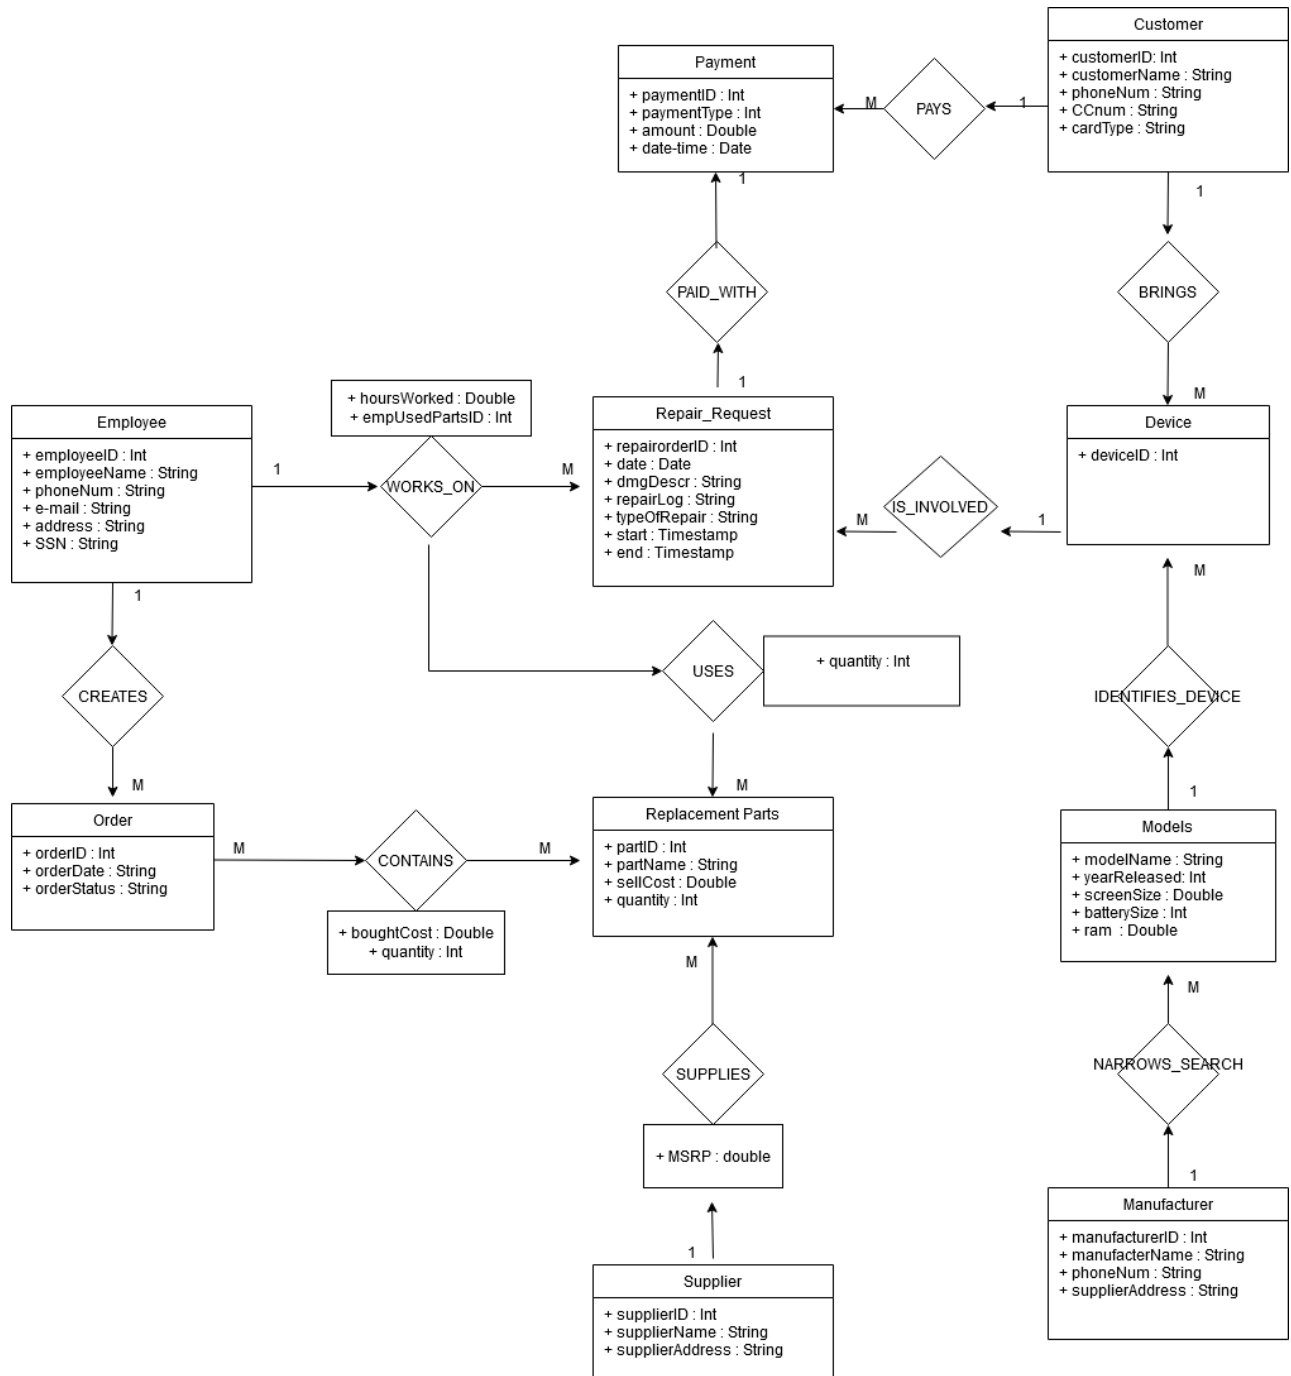 Customer
+ customerID: Int
+ customerName : String
+ phoneNum : String
+ CCnum : String
+ cardType : String
Payment
+ paymentID : Int
+ paymentType : Int
+ amount : Double
+ date-time : Date
M
PAYS
1
1
1
PAID_WITH
BRINGS
1
M
+ hoursWorked : Double
+ empUsedPartsID : Int
Employee
+ employeeID : Int
+ employeeName : String
+ phoneNum : String
+ e-mail : String
+ address : String
+ SSN : String
1
WORKS_ON
M
Repair_Request
+ repairorderID : Int
+ date : Date
+ dmgDescr : String
+ repairLog : String
+ typeOfRepair : String
+ start : Timestamp
+ end : Timestamp
M
IS_INVOLVED
1
Device
+ deviceID : Int
M
1
CREATES
M
USES
+ quantity : Int
M
IDENTIFIES_DEVICE
1
Order
+ orderID : Int
+ orderDate : String
+ orderStatus : String
M
CONTAINS
M
+ boughtCost : Double
+ quantity : Int
Replacement Parts
+ partID : Int
+ partName : String
+ sellCost : Double
+ quantity : Int
Models
+ modelName : String
+ yearReleased: Int
+ screenSize : Double
+ batterySize : Int
+ ram : Double
M
M
SUPPLIES
NARROWS_SEARCH
+ MSRP : double
1
1
Supplier
+ supplierID : Int
+ supplierName : String
+ supplierAddress : String
Manufacturer
+ manufacturerID : Int
+ manufacterName : String
+ phoneNum : String
+ supplierAddress : String